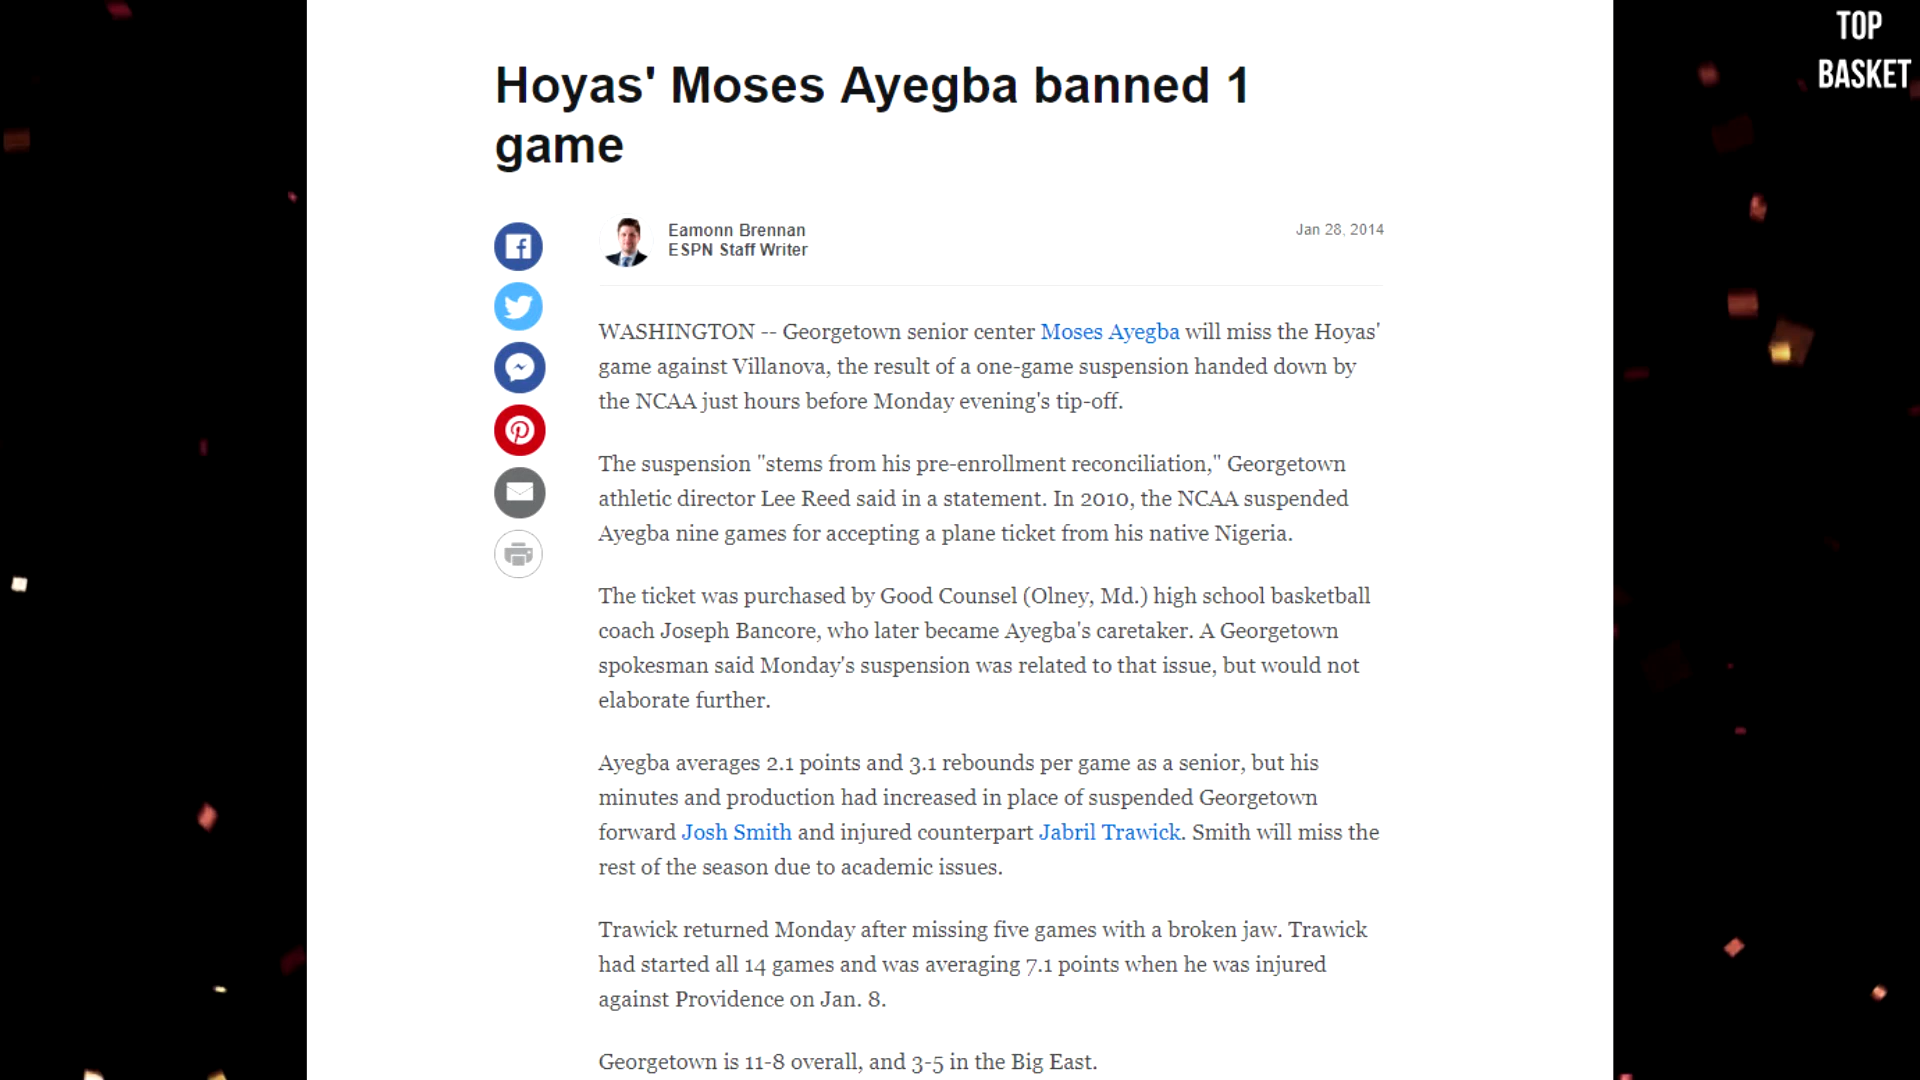 TOP
BASKET
Hoyas' Moses Ayegba banned 1
game
Eamonn Brennan
ESPN Staff Writer
Jan 28, 2014
WASHINGTON -- Georgetown senior center Moses Ayegba will miss the Hoyas'
game against Villanova, the result of a one-game suspension handed down by
the NCAA just hours before Monday evening's tip-off.
The suspension "stems from his pre-enrollment reconciliation," Georgetown
athletic director Lee Reed said in a statement. In 2010, the NCAA suspended
Ayegba nine games for accepting a plane ticket from his native Nigeria.
The ticket was purchased by Good Counsel (Olney, Md.) high school basketball
coach Joseph Bancore, who later became Ayegba's caretaker. A Georgetown
spokesman said Monday's suspension was related to that issue, but would not
elaborate further.
Ayegba averages 2.1 points and 3.1 rebounds per game as a senior, but his
minutes and production had increased in place of suspended Georgetown
forward Josh Smith and injured counterpart Jabril Trawick. Smith will miss the
rest of the season due to academic issues.
Trawick returned Monday after missing five games with a broken jaw. Trawick
had started all 14 games and was averaging 7.1 points when he was injured
against Providence on Jan. 8.
Georgetown is 11-8 overall, and 3-5 in the Big East.